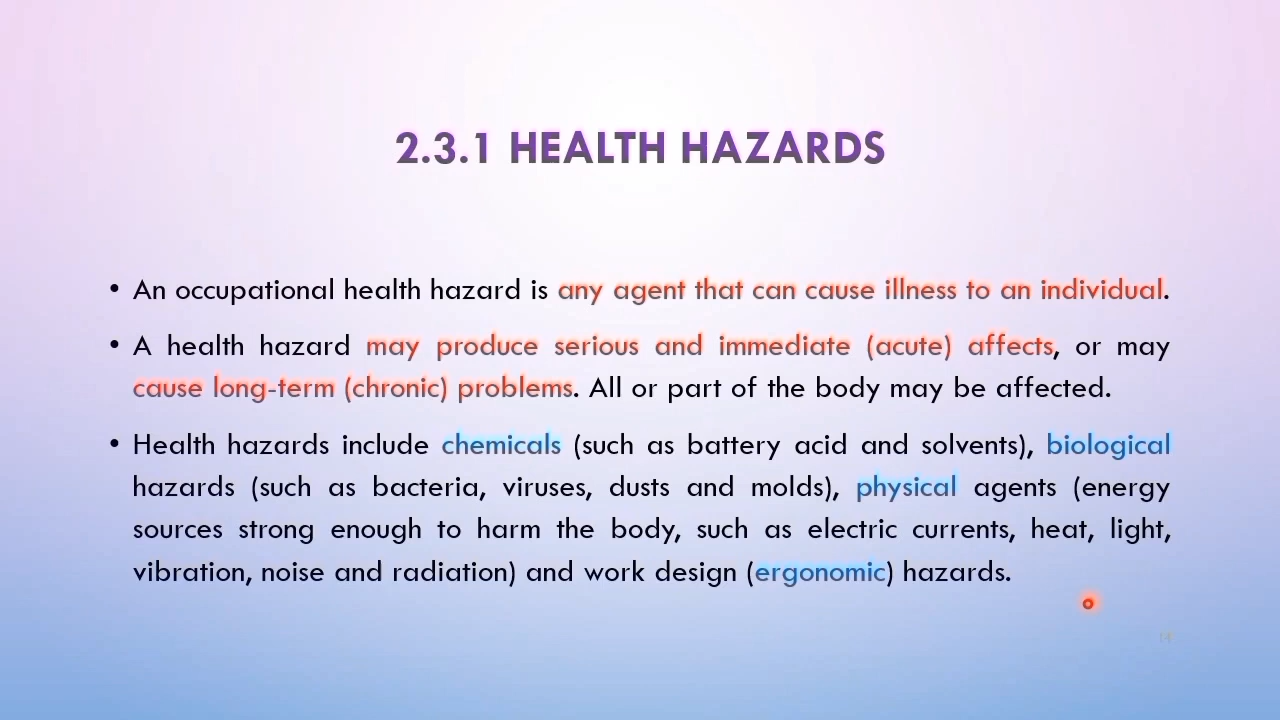 2.3.1 HEALTH HAZARDS
• An occupational health hazard is any agent that can cause illness to an individual.
• A health hazard may produce serious and immediate (acute) affects, or may
cause long-term (chronic) problems. All or part of the body may be affected.
• Health hazards include chemicals (such as battery acid and solvents), biological
hazards (such as bacteria, viruses, dusts and molds), physical agents (energy
sources strong enough to harm the body, such as electric currents, heat, light,
vibration, noise and radiation) and work design (ergonomic) hazards.
14